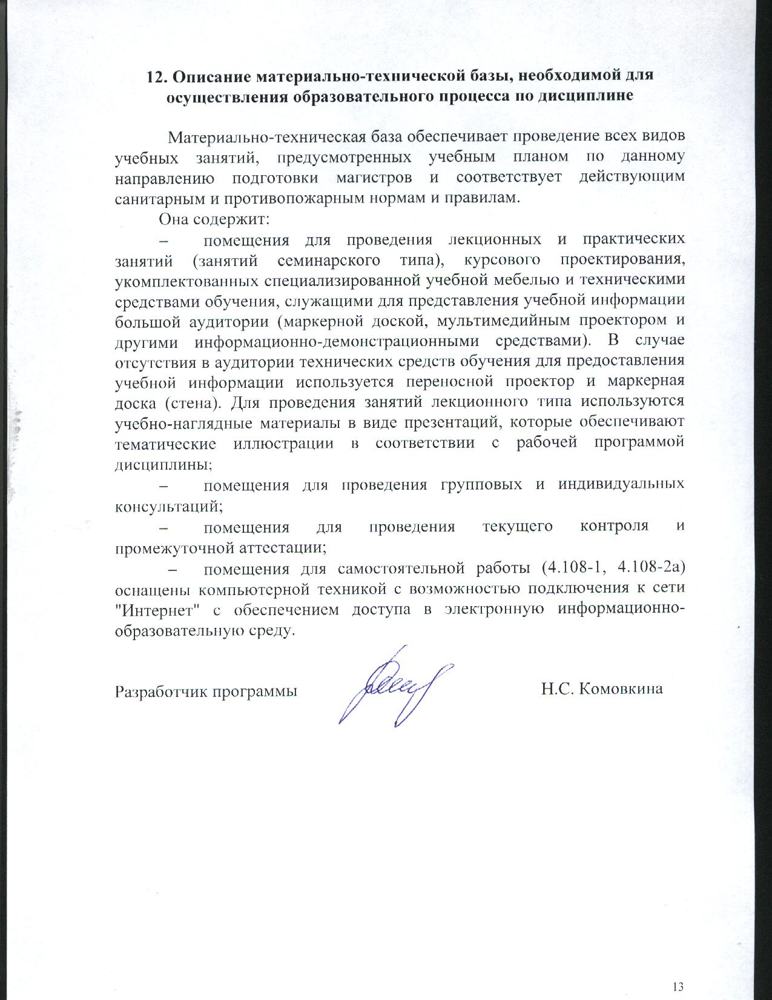 12. Описание материально-технической базы, необходимой для
осуществления образовательного процесса по дисциплине
Материально-техническая база обеспечивает проведение всех видов
учебных занятий, предусмотренных учебным планом по данному
направлению подготовки магистров и соответствует действующим
санитарным и противопожарным нормам и правилам.
Она содержит:
– помещения для проведения лекционных и практических
занятий (занятий семинарского типа), курсового проектирования,
укомплектованных специализированной учебной мебелью и техническими
средствами обучения, служащими для представления учебной информации
большой аудитории (маркерной доской, мультимедийным проектором и
другими информационно-демонстрационными средствами). В случае
отсутствия в аудитории технических средств обучения для предоставления
учебной информации используется переносной проектор и маркерная
доска (стена). Для проведения занятий лекционного типа используются
учебно-наглядные материалы в виде презентаций, которые обеспечивают
тематические иллюстрации в соответствии с рабочей программой
дисциплины;
– помещения для проведения групповых и индивидуальных
консультаций;
– помещения для проведения текущего контроля и
промежуточной аттестации;
– помещения для самостоятельной работы (4.108-1, 4.108-2а)
оснащены компьютерной техникой с возможностью подключения к сети
"Интернет" с обеспечением доступа в электронную информационно-
образовательную среду.
Разработчик программы Н.С. Комовкина
13